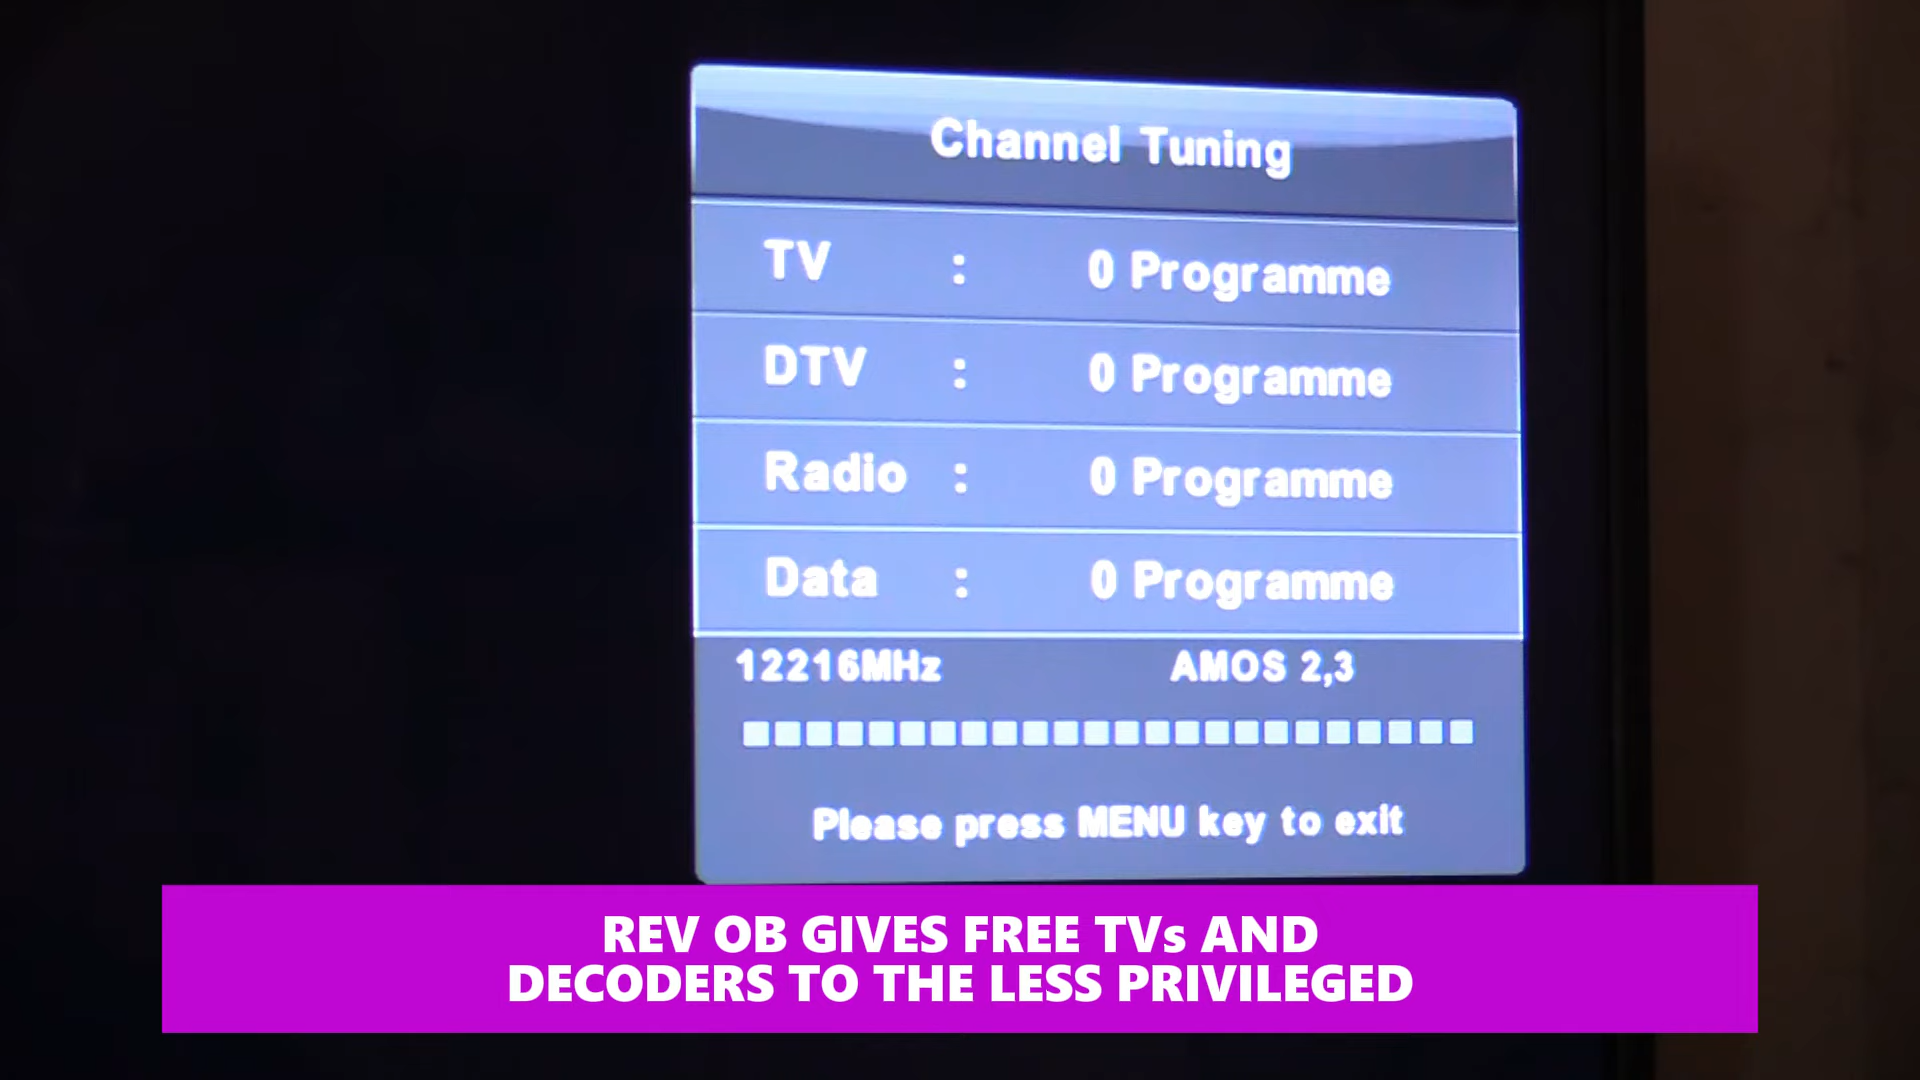 Channel Tuning
TV : 0 Programme
DTV : 0 Programme
Radio : 0 Programme
Data : 0 Programme
12216MHz AMOS 2,3
Please press MENU key to exit
REV OB GIVES FREE TVs AND
DECODERS TO THE LESS PRIVILEGED